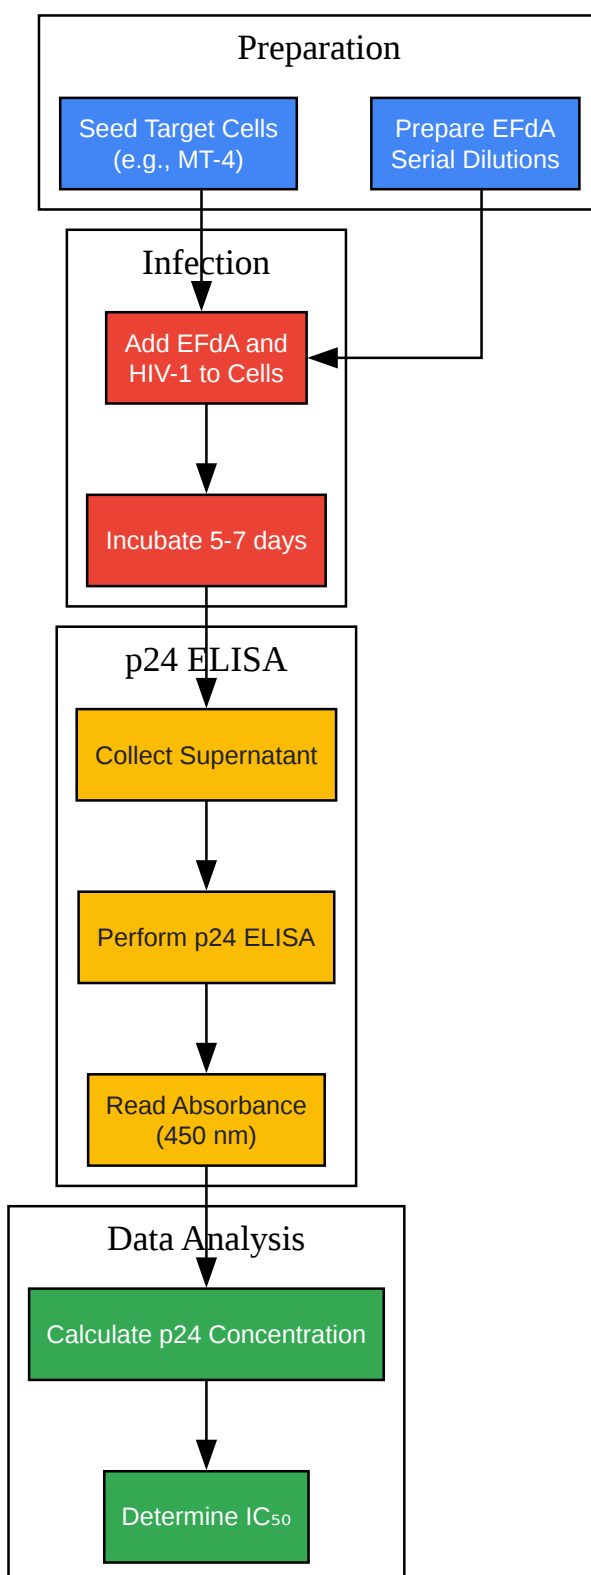 Preparation
Seed Target Cells
(e.g., MT-4)
Prepare EFdA
Serial Dilutions
Infection
Add EFdA and
HIV-1 to Cells
Incubate 5-7 days
p24 ELISA
Collect Supernatant
Perform p24 ELISA
Read Absorbance
(450 nm)
Data Analysis
Calculate p24 Concentration
Determine IC₅₀